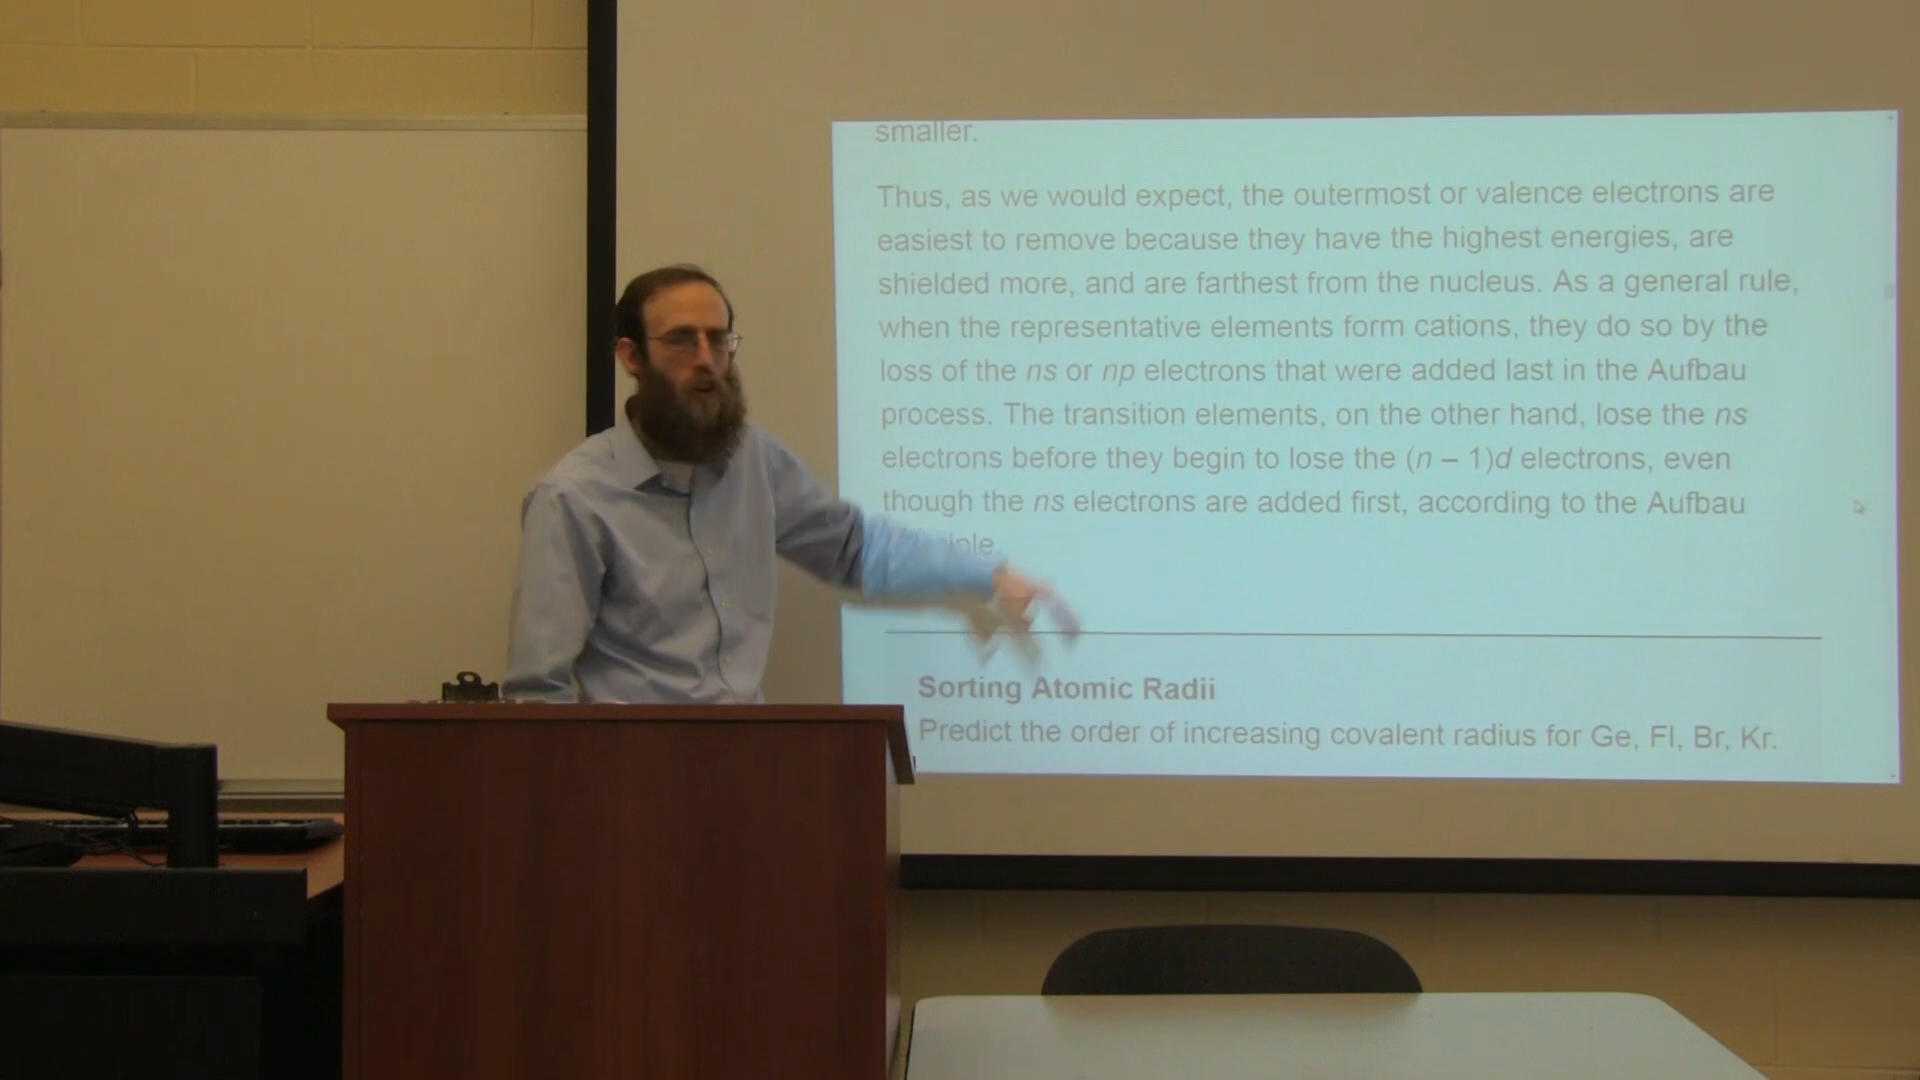 smaller.
Thus, as we would expect, the outermost or valence electrons are
easiest to remove because they have the highest energies, are
shielded more, and are farthest from the nucleus. As a general rule,
when the representative elements form cations, they do so by the
loss of the ns or np electrons that were added last in the Aufbau
process. The transition elements, on the other hand, lose the ns
electrons before they begin to lose the (n – 1)d electrons, even
though the ns electrons are added first, according to the Aufbau
Sorting Atomic Radii
Predict the order of increasing covalent radius for Ge, Fl, Br, Kr.